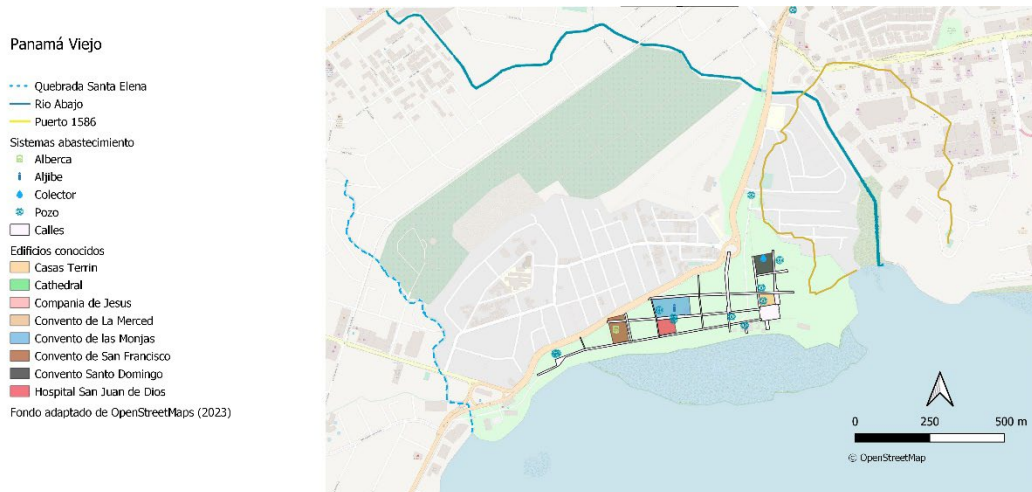 Panamá Viejo
Quebrada Santa Elena
Rio Abajo
Puerto 1586
Sistemas abastecimiento
Alberca
Aljibe
Colector
Pozo
Calles
Edificios conocidos
Casas Terrin
Cathedral
Compania de Jesus
Convento de La Merced
Convento de las Monjas
Convento de San Francisco
Convento Santo Domingo
Hospital San Juan de Dios
Fondo adaptado de OpenStreetMaps (2023)
0 250 500 m
© OpenStreetMap